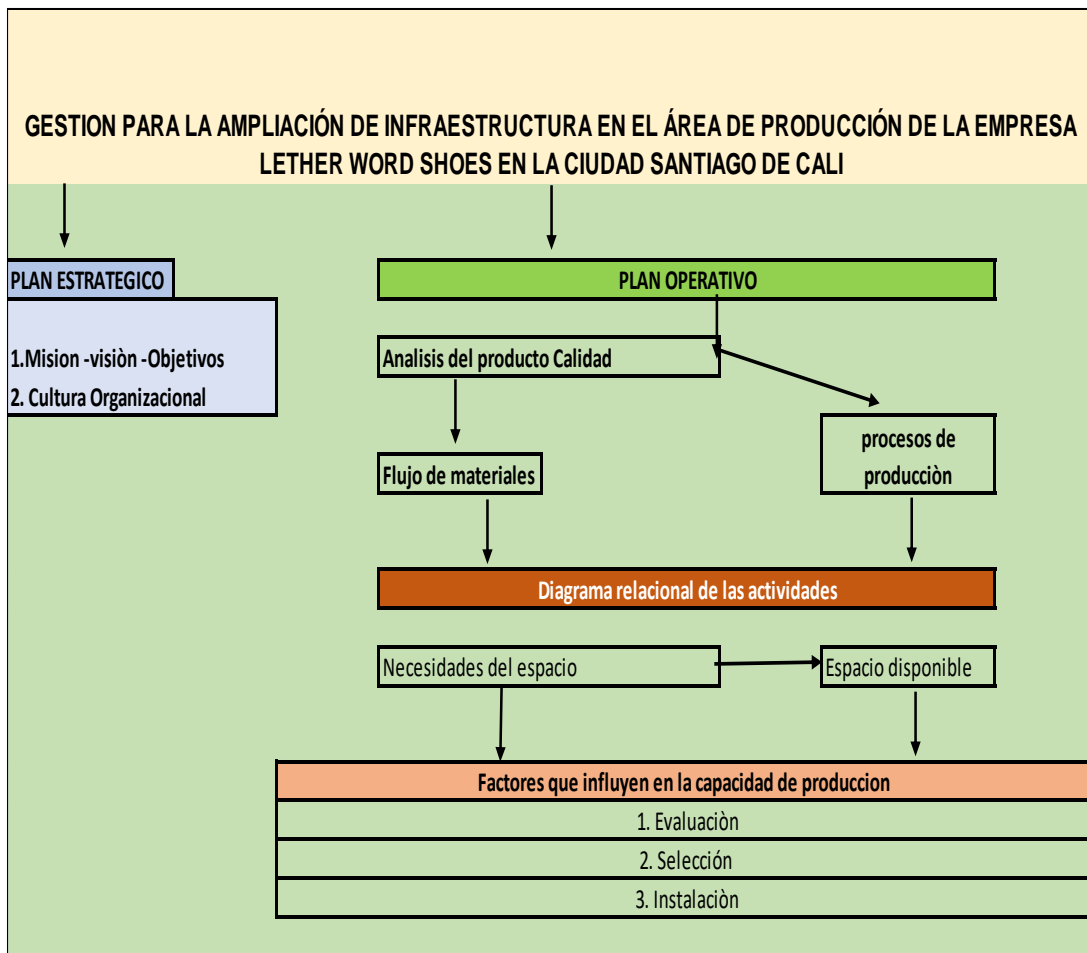 GESTION PARA LA AMPLIACIÓN DE INFRAESTRUCTURA EN EL ÁREA DE PRODUCCIÓN DE LA EMPRESA
LETHER WORD SHOES EN LA CIUDAD SANTIAGO DE CALI
PLAN ESTRATEGICO
1.Mision -visiòn -Objetivos
2. Cultura Organizacional
PLAN OPERATIVO
Analisis del producto Calidad
Flujo de materiales
procesos de
producciòn
Diagrama relacional de las actividades
Necesidades del espacio
Espacio disponible
Factores que influyen en la capacidad de produccion
1. Evaluaciòn
2. Selección
3. Instalaciòn